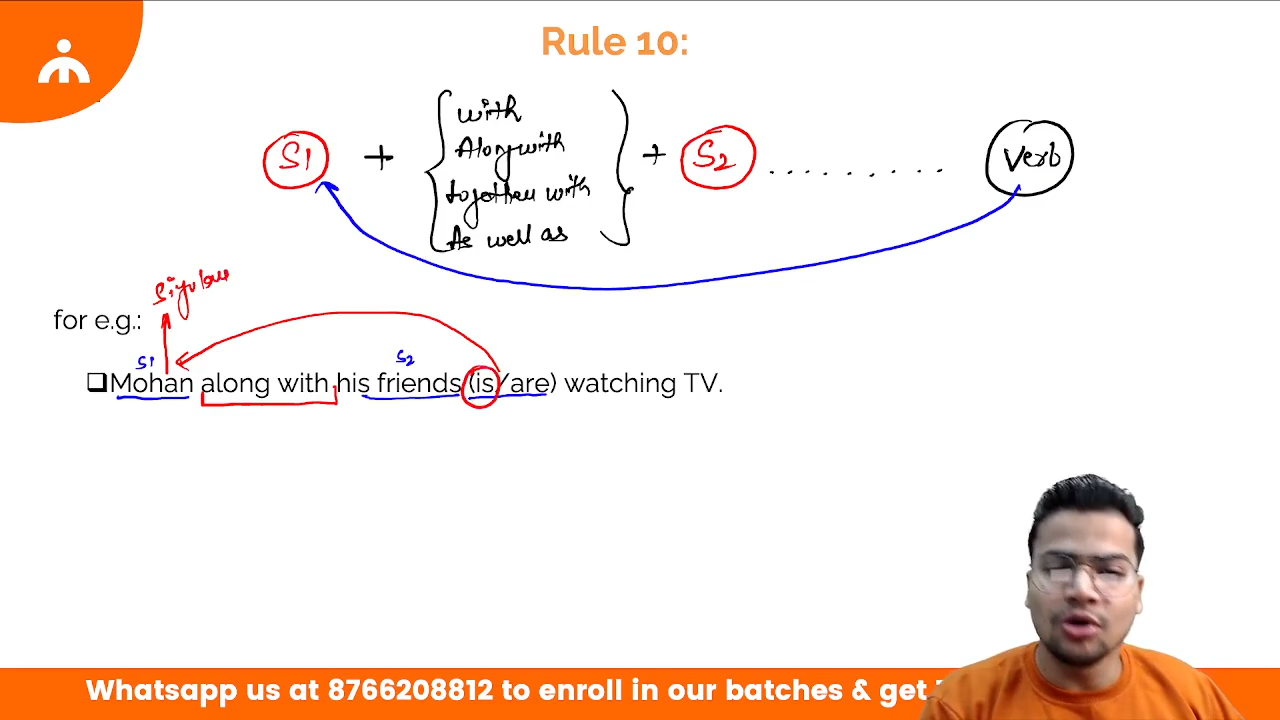 Rule 10:
with
S1 + Alongwith + S2 ......... Verb
together with
As well as
Singular
for e.g.:
S1 S2
❑Mohan along with his friends (is/are) watching TV.
Whatsapp us at 8766208812 to enroll in our batches & get